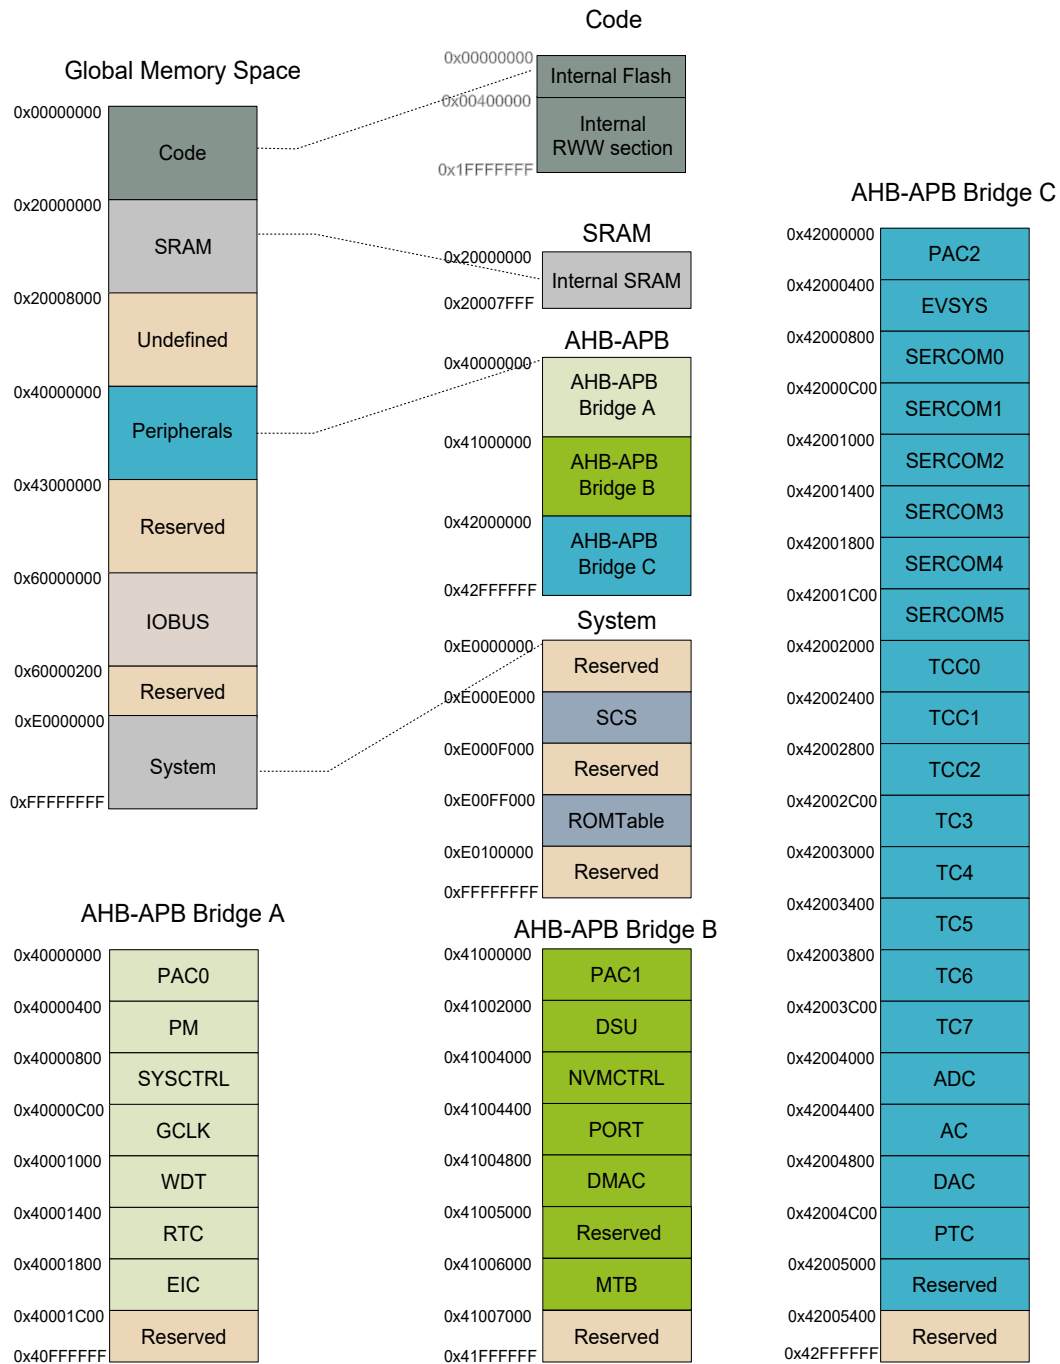 Global Memory Space
0x00000000
Code
0x20000000
SRAM
0x20008000
Undefined
0x40000000
Peripherals
0x43000000
Reserved
0x60000000
IOBUS
0x60000200
Reserved
0xE0000000
System
0xFFFFFFFF
Code
0x00000000
Internal Flash
0x00400000
Internal
RWW section
0x1FFFFFFF
SRAM
0x20000000
Internal SRAM
0x20007FFF
AHB-APB
0x40000000
AHB-APB
Bridge A
0x41000000
AHB-APB
Bridge B
0x42000000
AHB-APB
Bridge C
0x42FFFFFF
System
0xE0000000
Reserved
0xE000E000
SCS
0xE000F000
Reserved
0xE00FF000
ROMTable
0xE0100000
Reserved
0xFFFFFFFF
AHB-APB Bridge A
0x40000000
PAC0
0x40000400
PM
0x40000800
SYSCTRL
0x40000C00
GCLK
0x40001000
WDT
0x40001400
RTC
0x40001800
EIC
0x40001C00
Reserved
0x40FFFFFF
AHB-APB Bridge B
0x41000000
PAC1
0x41002000
DSU
0x41004000
NVMCTRL
0x41004400
PORT
0x41004800
DMAC
0x41005000
Reserved
0x41006000
MTB
0x41007000
Reserved
0x41FFFFFF
AHB-APB Bridge C
0x42000000
PAC2
0x42000400
EVSYS
0x42000800
SERCOM0
0x42000C00
SERCOM1
0x42001000
SERCOM2
0x42001400
SERCOM3
0x42001800
SERCOM4
0x42001C00
SERCOM5
0x42002000
TCC0
0x42002400
TCC1
0x42002800
TCC2
0x42002C00
TC3
0x42003000
TC4
0x42003400
TC5
0x42003800
TC6
0x42003C00
TC7
0x42004000
ADC
0x42004400
AC
0x42004800
DAC
0x42004C00
PTC
0x42005000
Reserved
0x42005400
Reserved
0x42FFFFFF